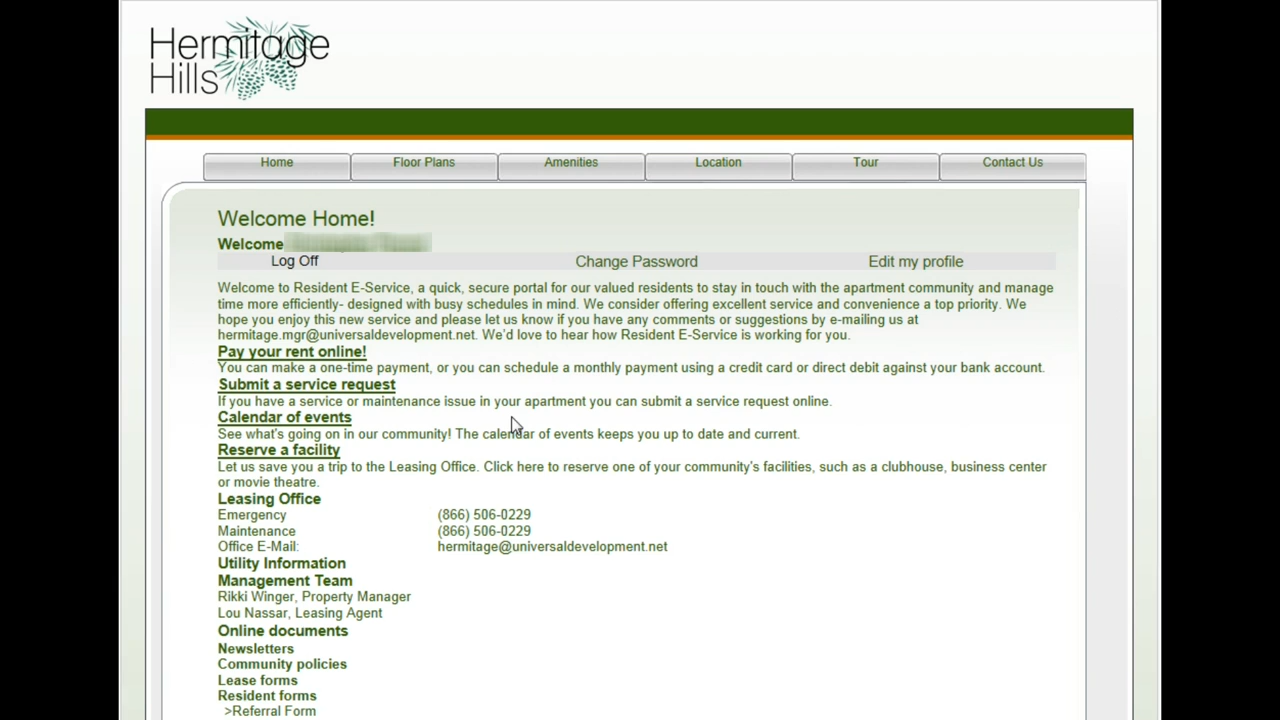 Hermitage
Hills
Home Floor Plans Amenities Location Tour Contact Us
Welcome Home!
Welcome
Log Off Change Password Edit my profile
Welcome to Resident E-Service, a quick, secure portal for our valued residents to stay in touch with the apartment community and manage
time more efficiently- designed with busy schedules in mind. We consider offering excellent service and convenience a top priority. We
hope you enjoy this new service and please let us know if you have any comments or suggestions by e-mailing us at
hermitage.mgr@universaldevelopment.net. We'd love to hear how Resident E-Service is working for you.
Pay your rent online!
You can make a one-time payment, or you can schedule a monthly payment using a credit card or direct debit against your bank account.
Submit a service request
If you have a service or maintenance issue in your apartment you can submit a service request online.
Calendar of events
See what's going on in our community! The calendar of events keeps you up to date and current.
Reserve a facility
Let us save you a trip to the Leasing Office. Click here to reserve one of your community's facilities, such as a clubhouse, business center
or movie theatre.
Leasing Office
Emergency (866) 506-0229
Maintenance (866) 506-0229
Office E-Mail: hermitage@universaldevelopment.net
Utility Information
Management Team
Rikki Winger, Property Manager
Lou Nassar, Leasing Agent
Online documents
Newsletters
Community policies
Lease forms
Resident forms
>Referral Form